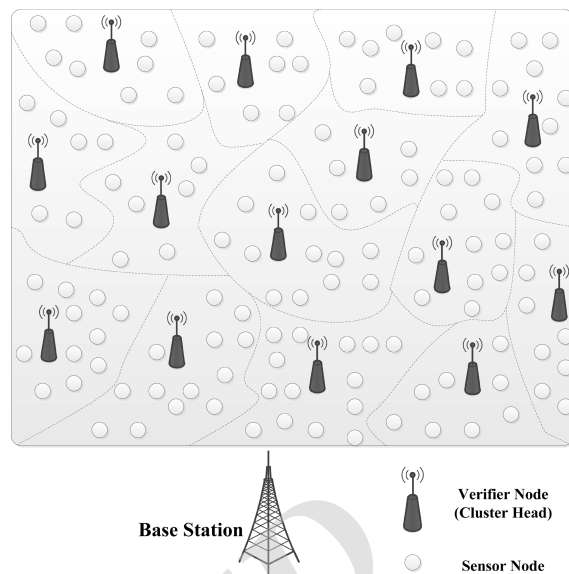 Verifier Node
(Cluster Head)
Base Station
Sensor Node